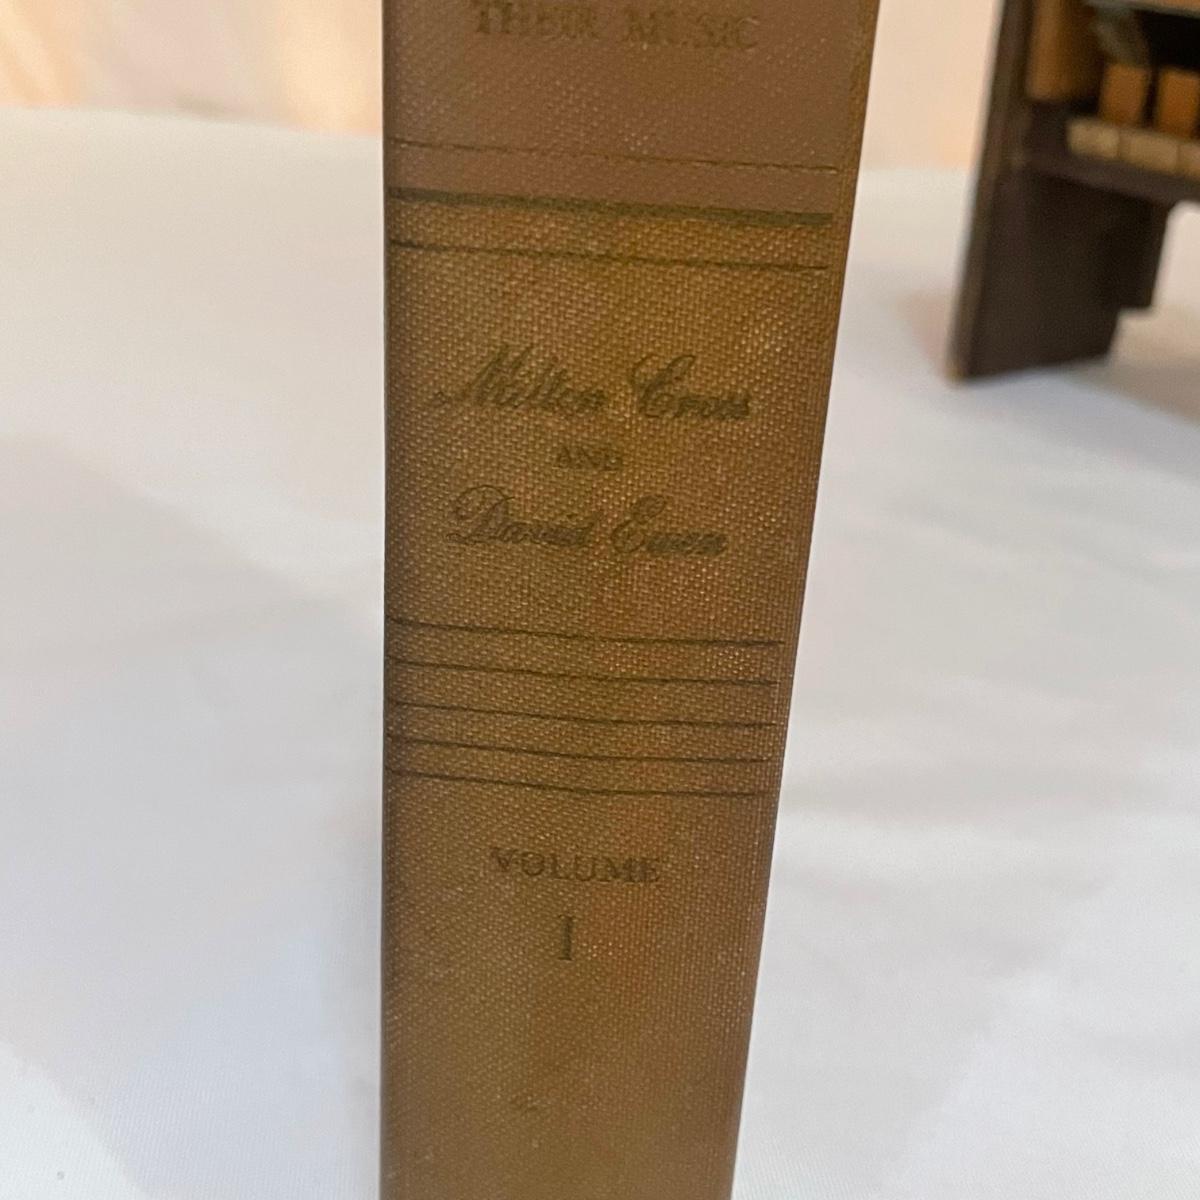 THEIR MUSIC
Milton Cross
AND
David Ewen
VOLUME
I